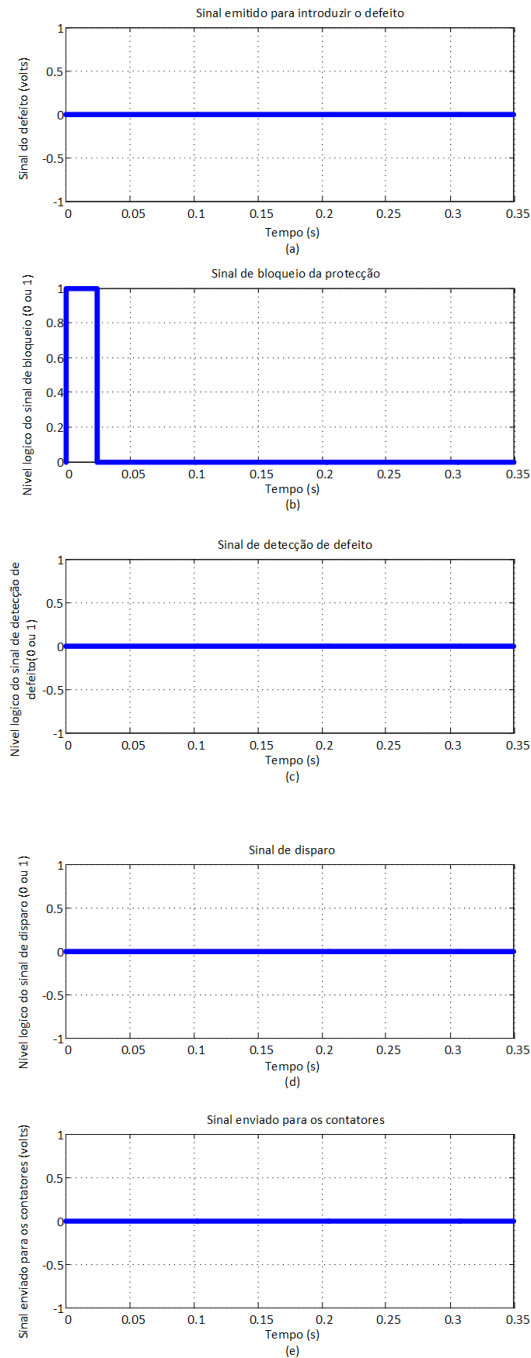 Sinal emitido para introduzir o defeito
Sinal do defeito (volts)
1
0.5
0
-0.5
-1
0 0.05 0.1 0.15 0.2 0.25 0.3 0.35
Tempo (s)
(a)
Sinal de bloqueio da protecção
Nivel logico do sinal de bloqueio (0 ou 1)
1
0.8
0.6
0.4
0.2
0
0 0.05 0.1 0.15 0.2 0.25 0.3 0.35
Tempo (s)
(b)
Sinal de detecção de defeito
Nivel logico do sinal de detecção de
defeito(0 ou 1)
1
0.5
0
-0.5
-1
0 0.05 0.1 0.15 0.2 0.25 0.3 0.35
Tempo (s)
(c)
Sinal de disparo
Nivel logico do sinal de disparo (0 ou 1)
1
0.5
0
-0.5
-1
0 0.05 0.1 0.15 0.2 0.25 0.3 0.35
Tempo (s)
(d)
Sinal enviado para os contatores
Sinal enviado para os contatores (volts)
1
0.5
0
-0.5
-1
0 0.05 0.1 0.15 0.2 0.25 0.3 0.35
Tempo (s)
(e)